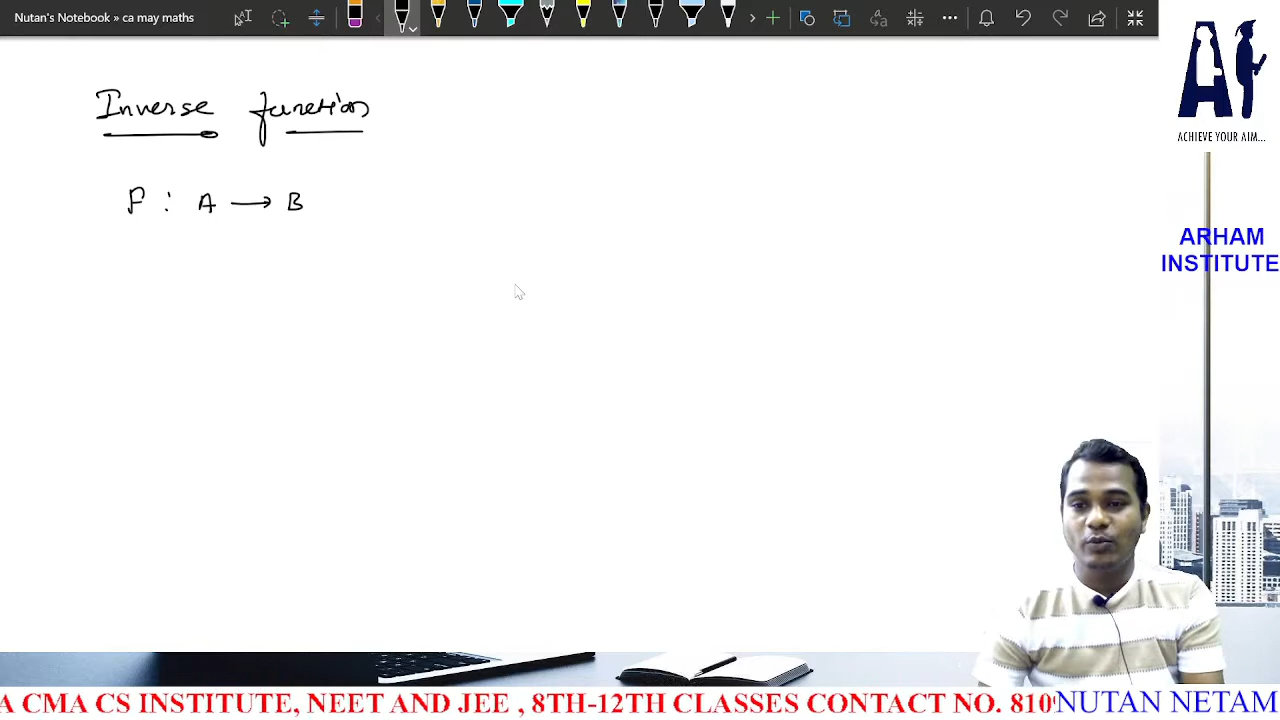 Nutan's Notebook » ca may maths
Inverse function
f : A → B
ACHIEVE YOUR AIM...
ARHAM
INSTITUTE
A CMA CS INSTITUTE, NEET AND JEE , 8TH-12TH CLASSES CONTACT NO. 810
NUTAN NETAM